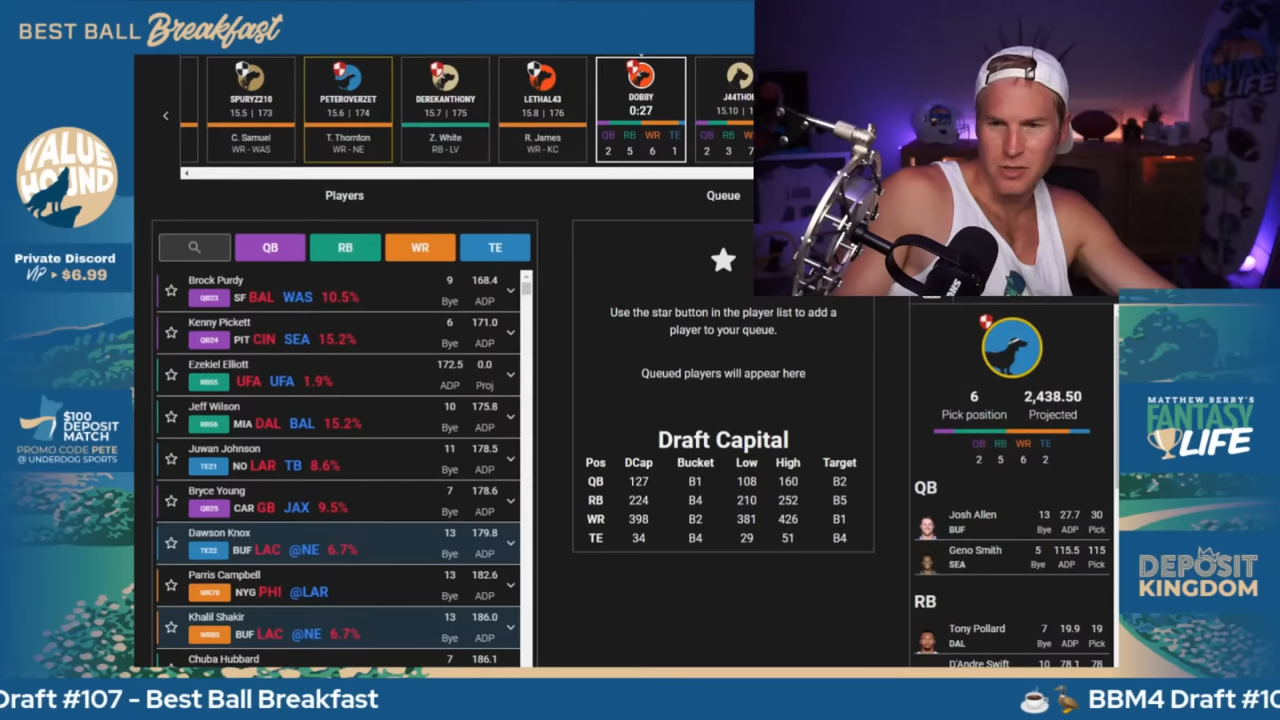 BEST BALL Breakfast
SPURYZ210
15.5 | 173
C. Samuel
WR - WAS
PETEROVERZET
15.6 | 174
T. Thornton
WR - NE
DEREKANTHONY
15.7 | 175
Z. White
RB - LV
LETHAL43
15.8 | 176
R. James
WR - KC
DOBBY
0:27
QB RB WR TE
2 5 6 1
J44THO
15.10 | 1
QB RB W
2 3 7
Players
Queue
QB RB WR TE
Brock Purdy 9 168.4
QB23 SF BAL WAS 10.5% Bye ADP
Kenny Pickett 6 171.0
QB24 PIT CIN SEA 15.2% Bye ADP
Ezekiel Elliott 172.5 0.0
RB55 UFA UFA 1.9% ADP Proj
Jeff Wilson 10 175.8
RB56 MIA DAL BAL 15.2% Bye ADP
Juwan Johnson 11 178.5
TE21 NO LAR TB 8.6% Bye ADP
Bryce Young 7 178.6
QB25 CAR GB JAX 9.5% Bye ADP
Dawson Knox 13 179.8
TE22 BUF LAC @NE 6.7% Bye ADP
Parris Campbell 13 182.6
WR78 NYG PHI @LAR Bye ADP
Khalil Shakir 13 186.0
BUF LAC @NE 6.7% Bye ADP
Chuba Hubbard 7 186.1
Use the star button in the player list to add a
player to your queue.
Queued players will appear here
Draft Capital
Pos DCap Bucket Low High Target
QB 127 B1 108 160 B2
RB 224 B4 210 252 B5
WR 398 B2 381 426 B1
TE 34 B4 29 51 B4
6 2,438.50
Pick position Projected
QB RB WR TE
2 5 6 2
QB
Josh Allen 13 27.7 30
BUF Bye ADP Pick
Geno Smith 5 115.5 115
SEA Bye ADP Pick
RB
Tony Pollard 7 19.9 19
DAL Bye ADP Pick
D'Andre Swift 10 78.1 78
VALUE
HOUND
Private Discord
VIP ▸ $6.99
$100
DEPOSIT
MATCH
PROMO CODE PETE
@ UNDERDOG SPORTS
MATTHEW BERRY'S
FANTASY
LIFE
DEPOSIT
KINGDOM
Draft #107 - Best Ball Breakfast
BBM4 Draft #10